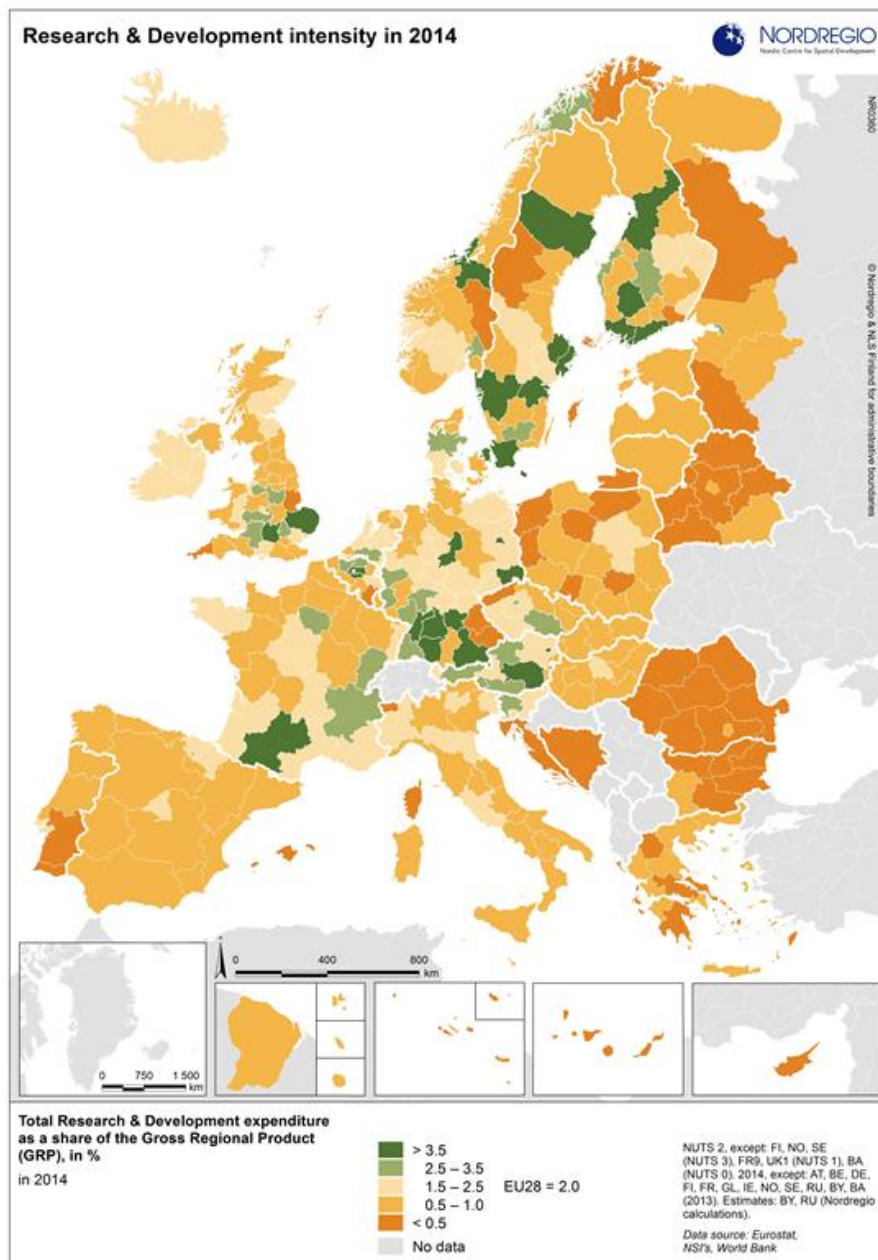 Research & Development intensity in 2014
NORDREGIO
Nordic Centre for Spatial Development
NR0360
© Nordregio & NLS Finland for administrative boundaries
0 400 800
km
0 750 1 500
km
Total Research & Development expenditure
as a share of the Gross Regional Product
(GRP), in %
in 2014
> 3.5
2.5 – 3.5
1.5 – 2.5
EU28 = 2.0
0.5 – 1.0
< 0.5
No data
NUTS 2, except: FI, NO, SE
(NUTS 3), FR9, UK1 (NUTS 1), BA
(NUTS 0). 2014, except: AT, BE, DE,
FI, FR, GL, IE, NO, SE, RU, BY, BA
(2013). Estimates: BY, RU (Nordregio
calculations).
Data source: Eurostat,
NSI's, World Bank